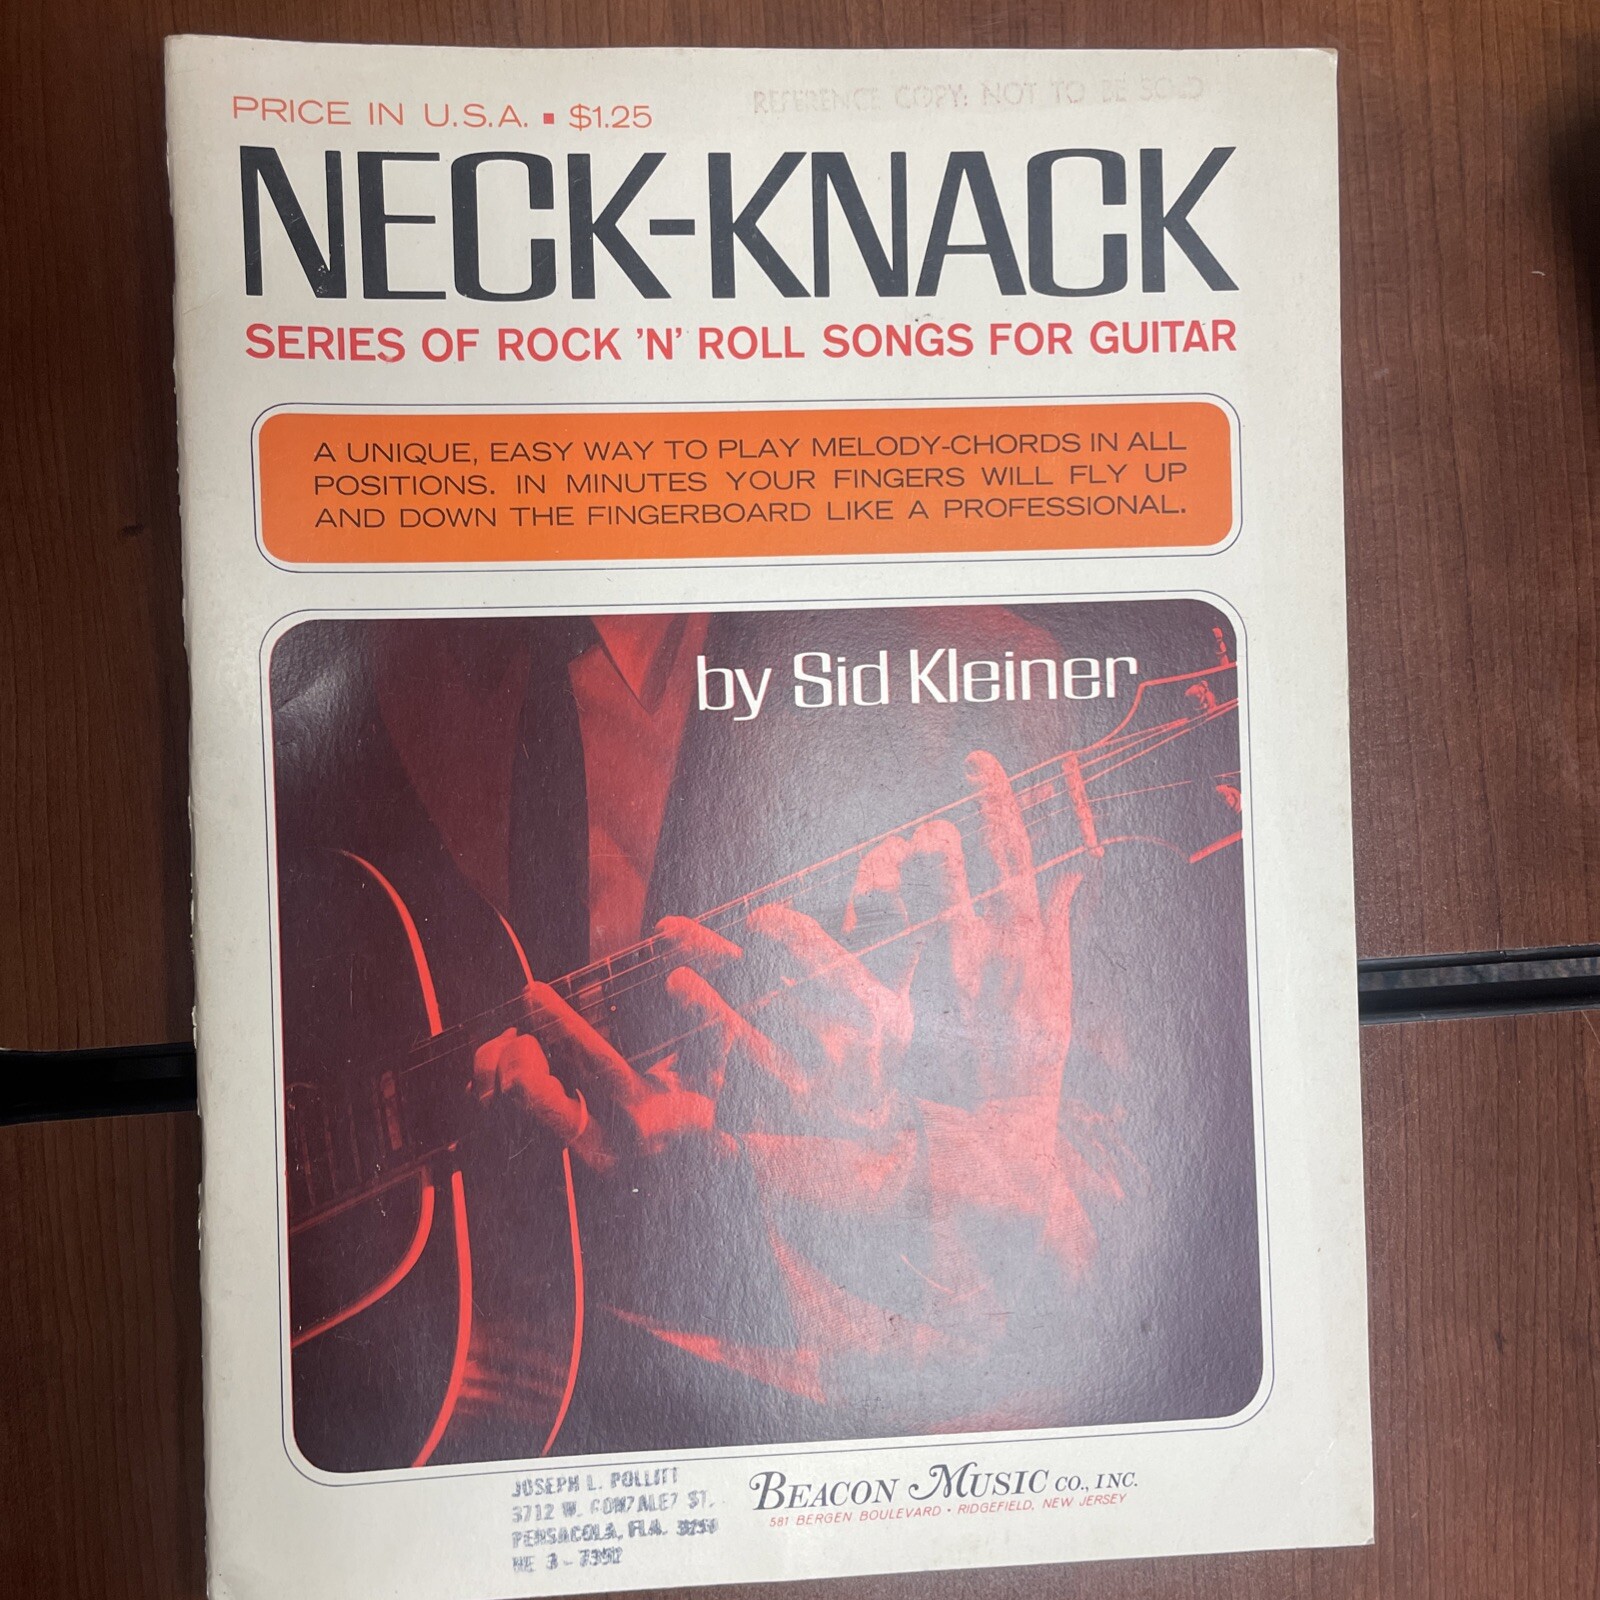 PRICE IN U.S.A. ▪ $1.25
REFERENCE COPY: NOT TO BE SOLD
NECK-KNACK
SERIES OF ROCK 'N' ROLL SONGS FOR GUITAR
A UNIQUE, EASY WAY TO PLAY MELODY-CHORDS IN ALL
POSITIONS. IN MINUTES YOUR FINGERS WILL FLY UP
AND DOWN THE FINGERBOARD LIKE A PROFESSIONAL.
by Sid Kleiner
JOSEPH L. POLLITT
3712 W. GONZALEZ ST.
PENSACOLA, FLA.
HE 3 -
BEACON MUSIC CO., INC.
581 BERGEN BOULEVARD • RIDGEFIELD, NEW JERSEY